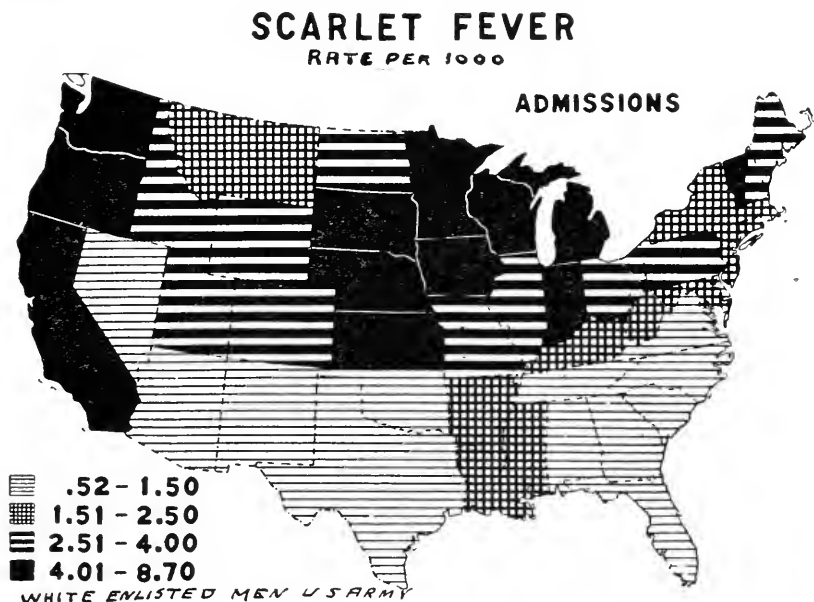 SCARLET FEVER
RATE PER 1000
ADMISSIONS
.52 - 1.50
1.51 - 2.50
2.51 - 4.00
4.01 - 8.70
WHITE ENLISTED MEN U S ARMY